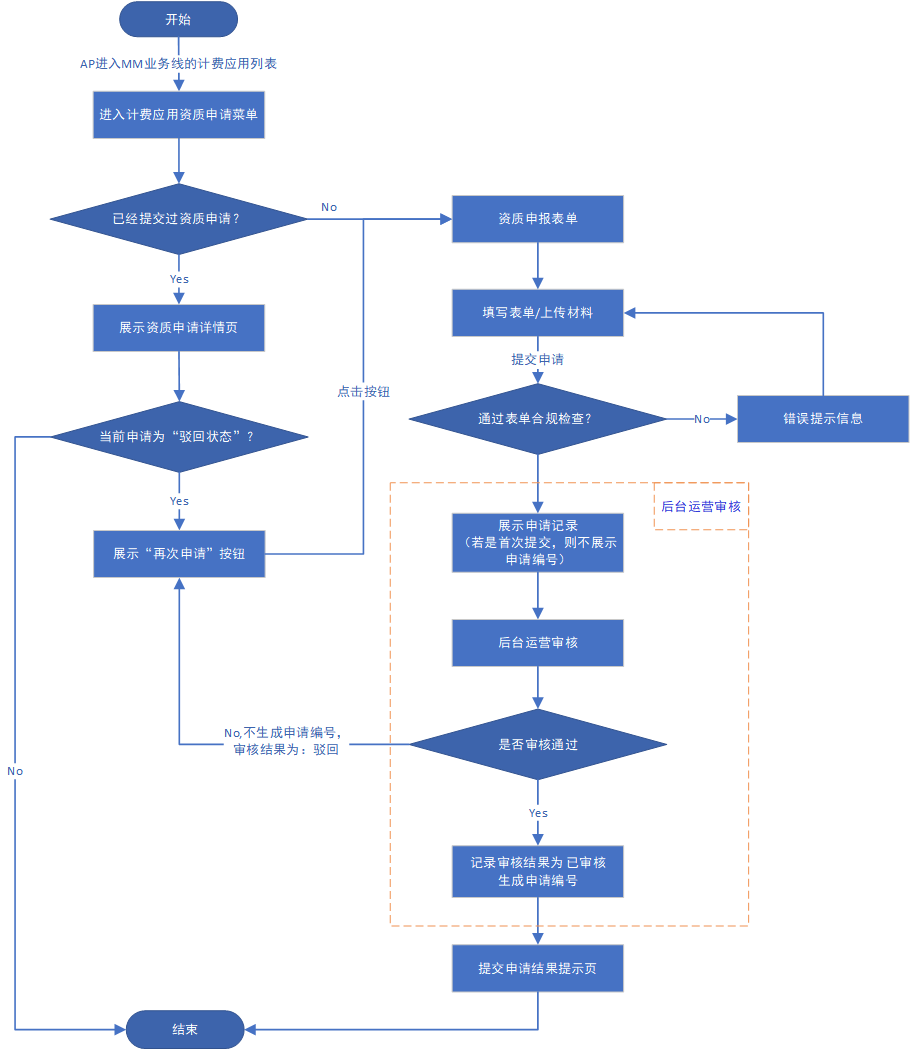 开始
AP进入MM业务线的计费应用列表
进入计费应用资质申请菜单
已经提交过资质申请？
No
Yes
展示资质申请详情页
当前申请为“驳回状态”？
Yes
展示“再次申请”按钮
点击按钮
No
资质申报表单
填写表单/上传材料
提交申请
通过表单合规检查？
No
错误提示信息
后台运营审核
展示申请记录
（若是首次提交，则不展示
申请编号）
后台运营审核
是否审核通过
No,不生成申请编号，
审核结果为：驳回
Yes
记录审核结果为 已审核
生成申请编号
提交申请结果提示页
结束